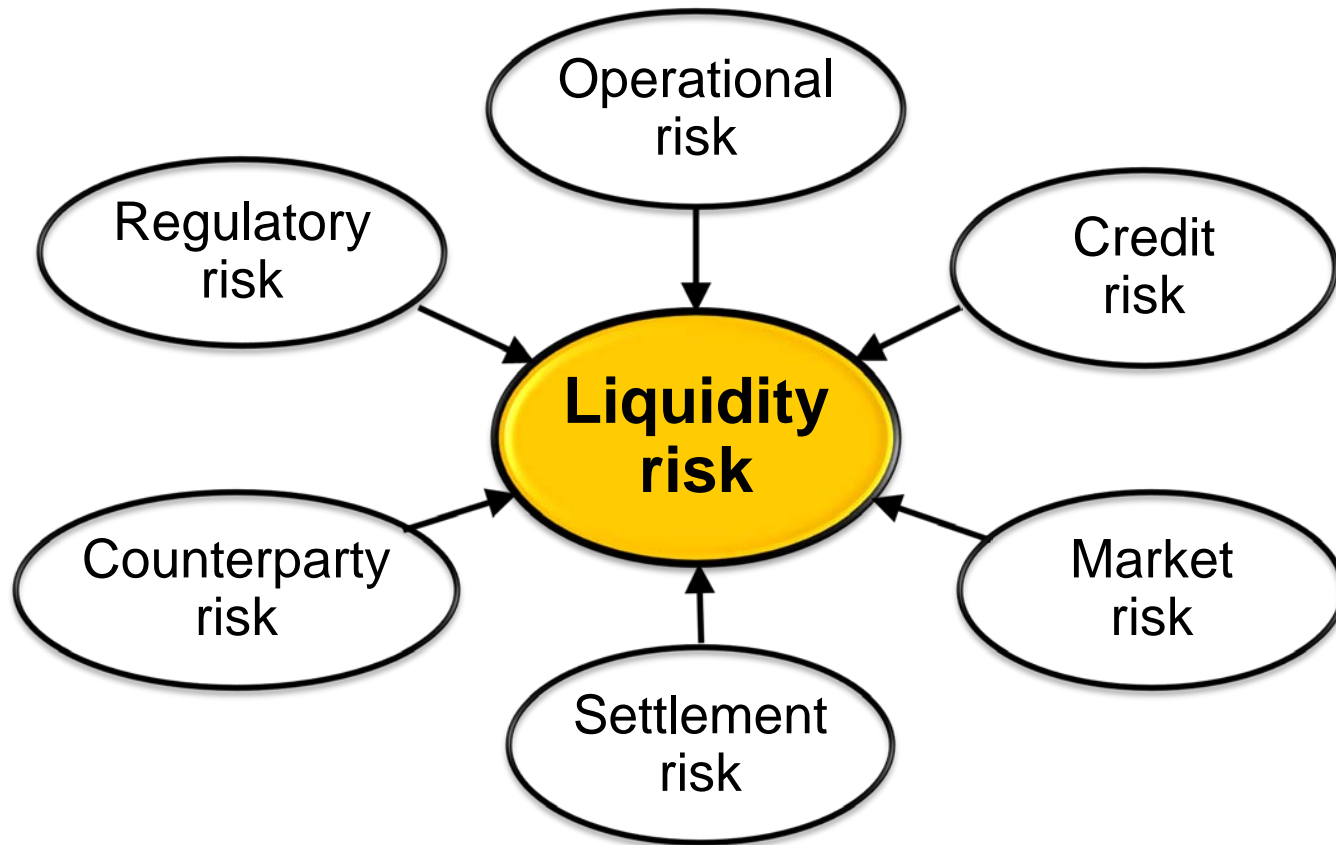 Operational
risk
Regulatory
risk
Credit
risk
Liquidity
risk
Counterparty
risk
Market
risk
Settlement
risk